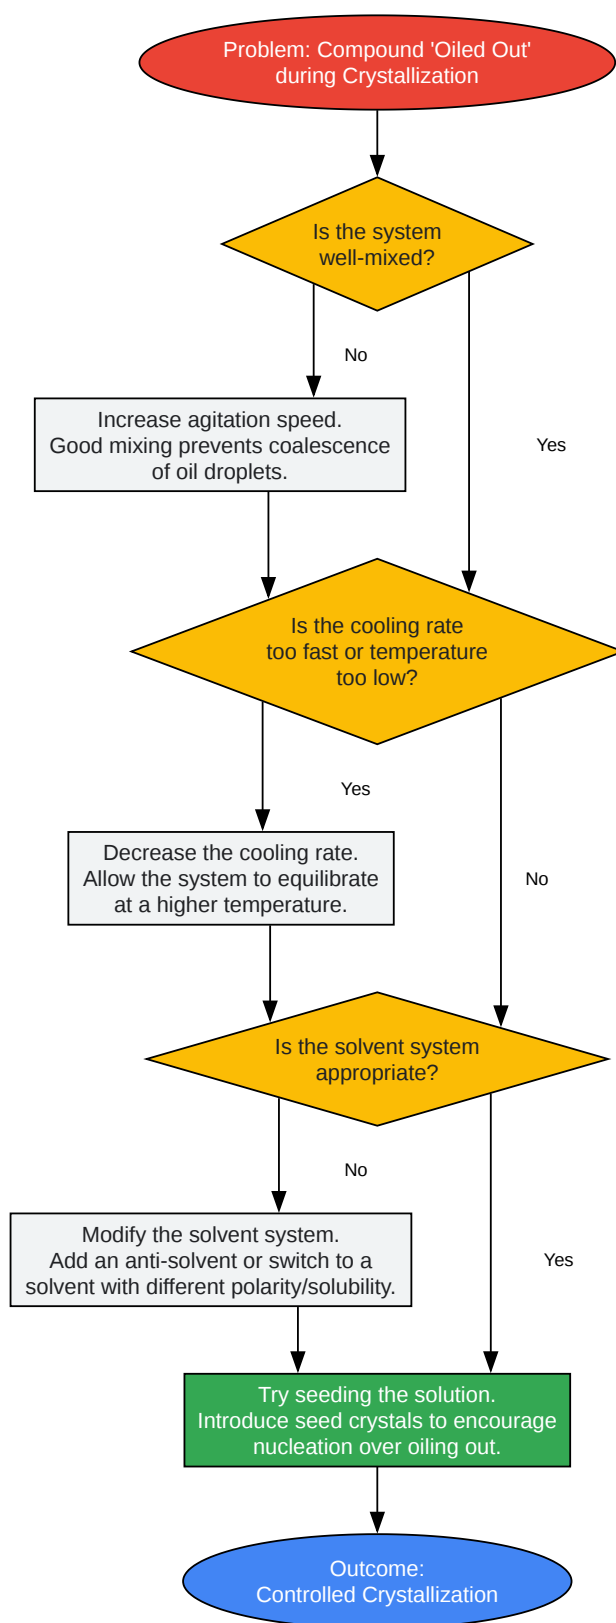 Problem: Compound 'Oiled Out'
during Crystallization
Is the system
well-mixed?
No
Increase agitation speed.
Good mixing prevents coalescence
of oil droplets.
Yes
Is the cooling rate
too fast or temperature
too low?
Yes
Decrease the cooling rate.
Allow the system to equilibrate
at a higher temperature.
No
Is the solvent system
appropriate?
No
Modify the solvent system.
Add an anti-solvent or switch to a
solvent with different polarity/solubility.
Yes
Try seeding the solution.
Introduce seed crystals to encourage
nucleation over oiling out.
Outcome:
Controlled Crystallization